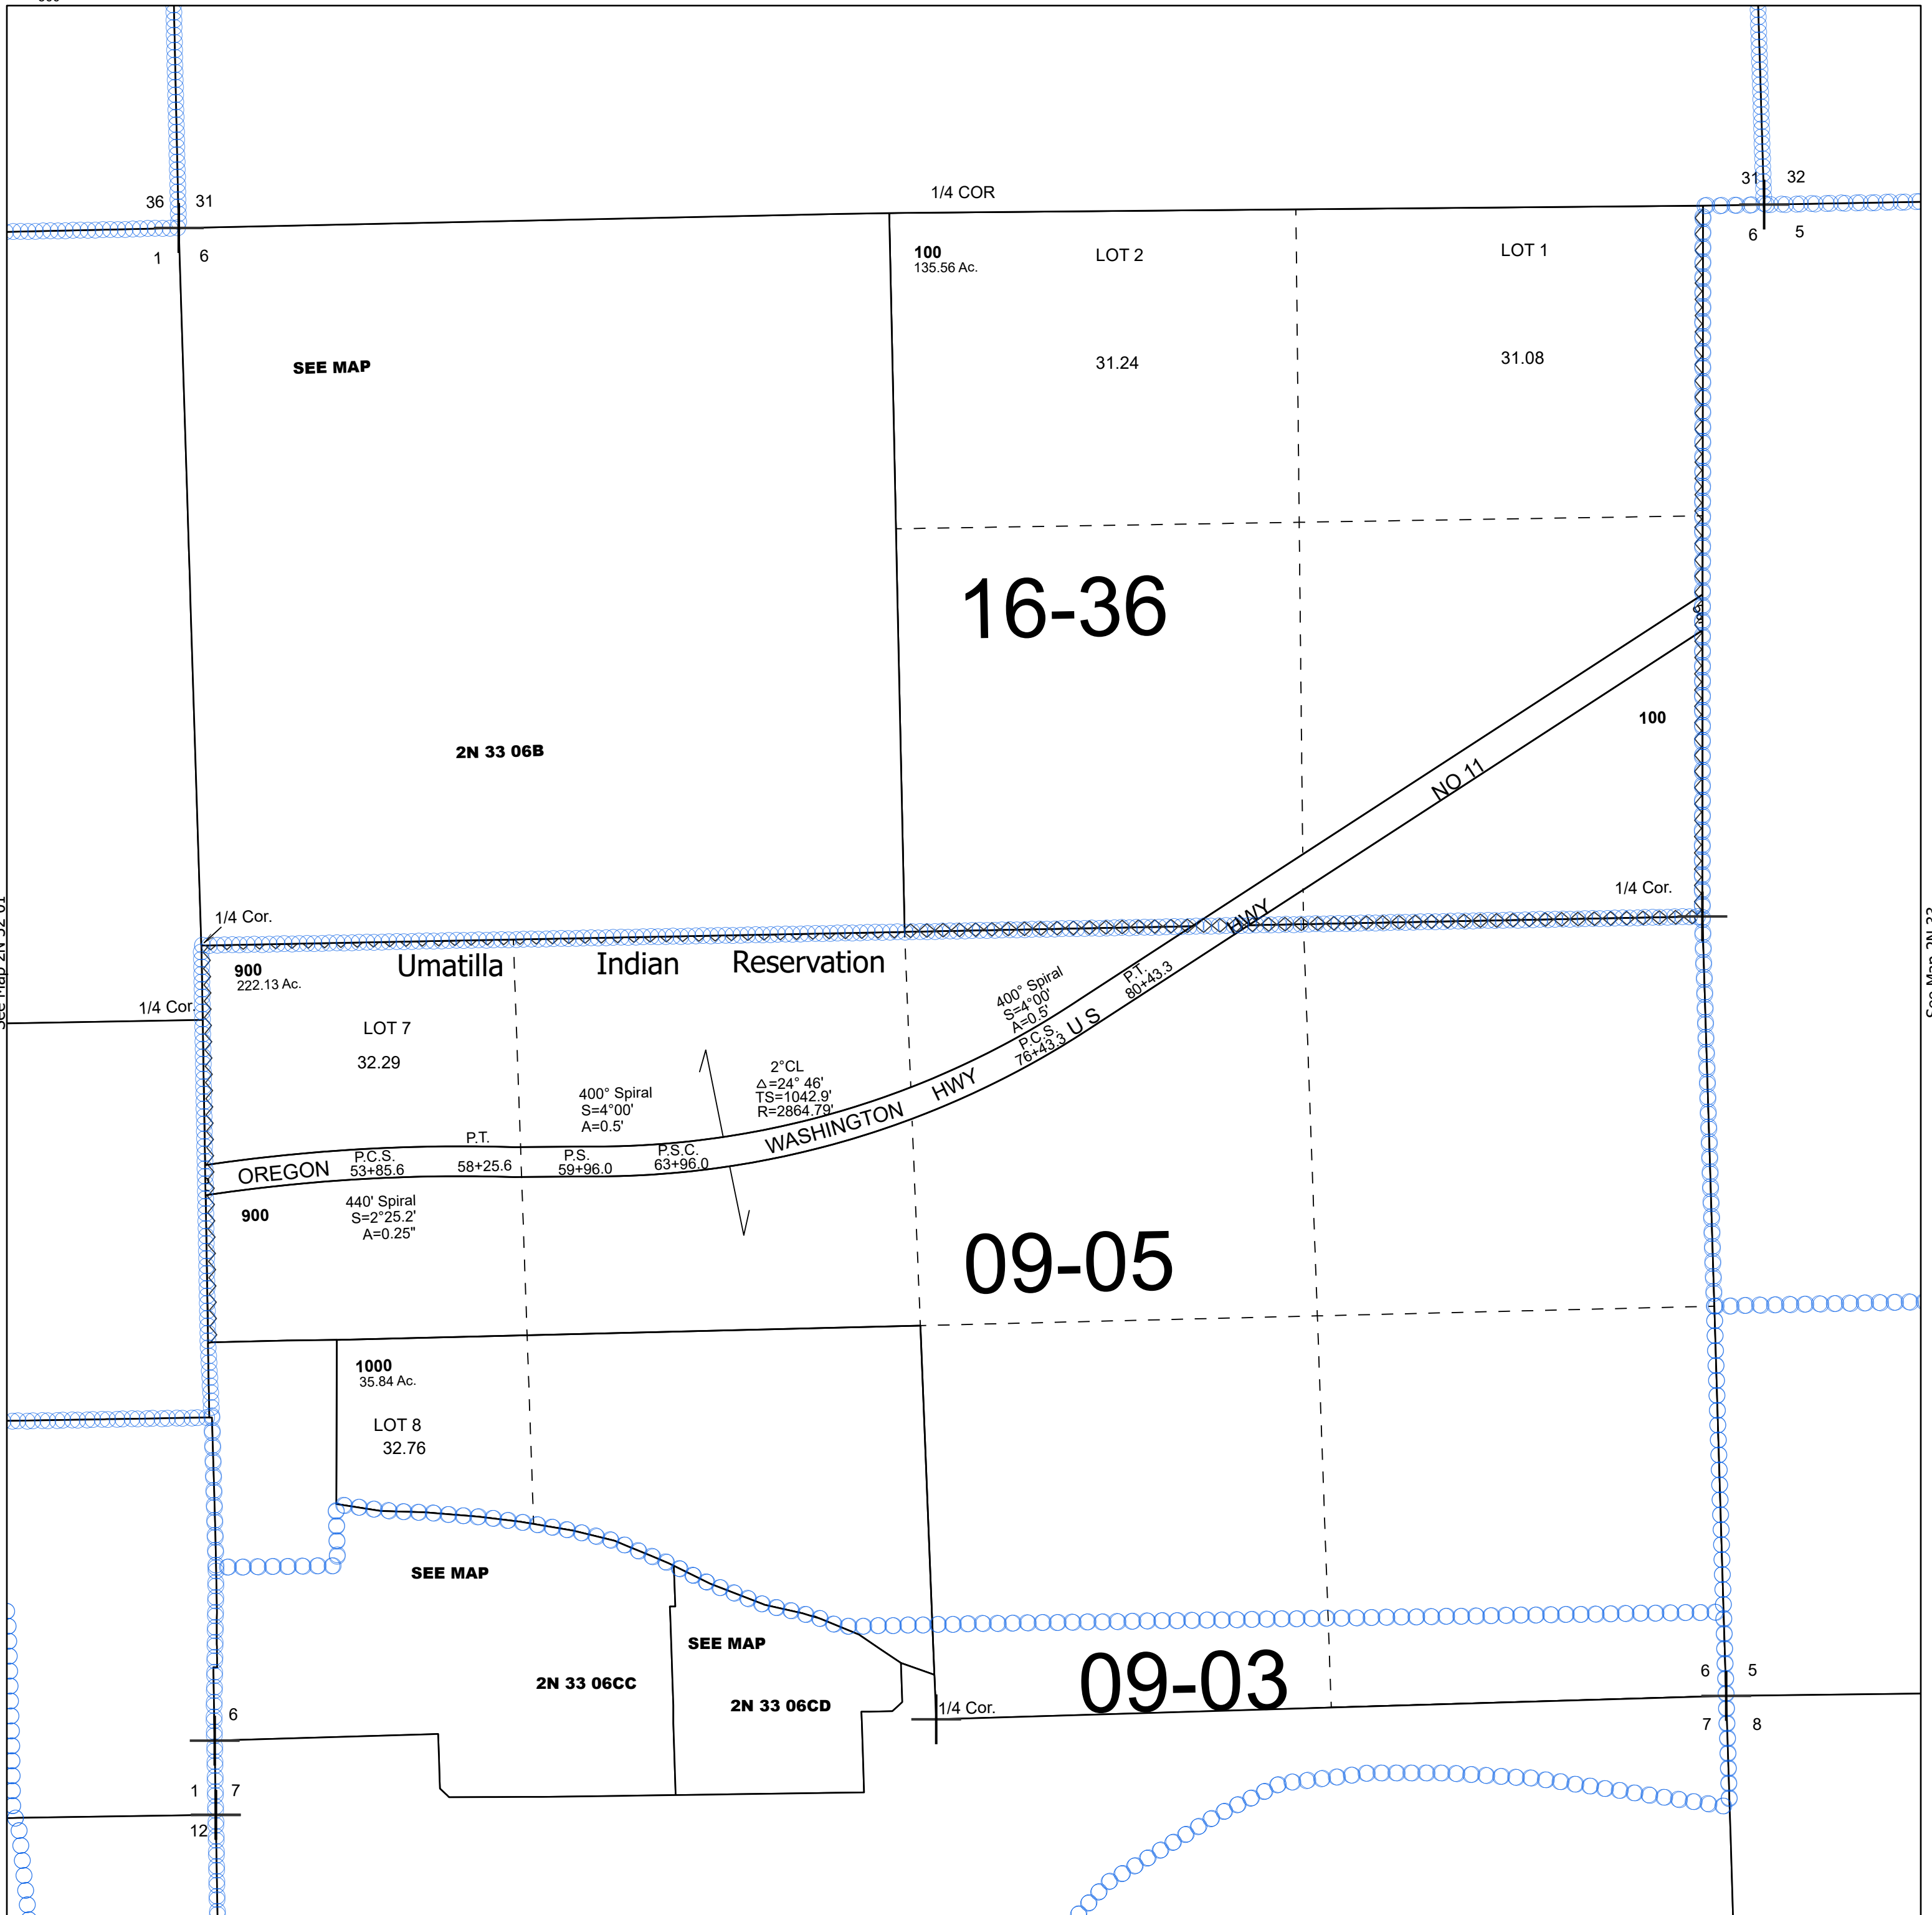 1/4 COR
36 31
31 32
1 6
6 5
100
135.56 Ac.
LOT 2
LOT 1
31.24
31.08
SEE MAP
16-36
2N 33 06B
100
NO 11
HWY
1/4 Cor.
1/4 Cor.
Umatilla Indian Reservation
900
222.13 Ac.
1/4 Cor.
LOT 7
32.29
400° Spiral
S=4°00'
A=0.5'
P.T.
80+43.3
P.C.S.
76+43.3
U S
2°CL
△=24° 46'
TS=1042.9'
R=2864.79'
400° Spiral
S=4°00'
A=0.5'
HWY
WASHINGTON
OREGON
P.C.S.
53+85.6
P.T.
58+25.6
P.S.
59+96.0
P.S.C.
63+96.0
440' Spiral
S=2°25.2'
A=0.25"
900
09-05
1000
35.84 Ac.
LOT 8
32.76
SEE MAP
SEE MAP
2N 33 06CC
2N 33 06CD
09-03
1/4 Cor.
6 5
7 8
6
1 7
12